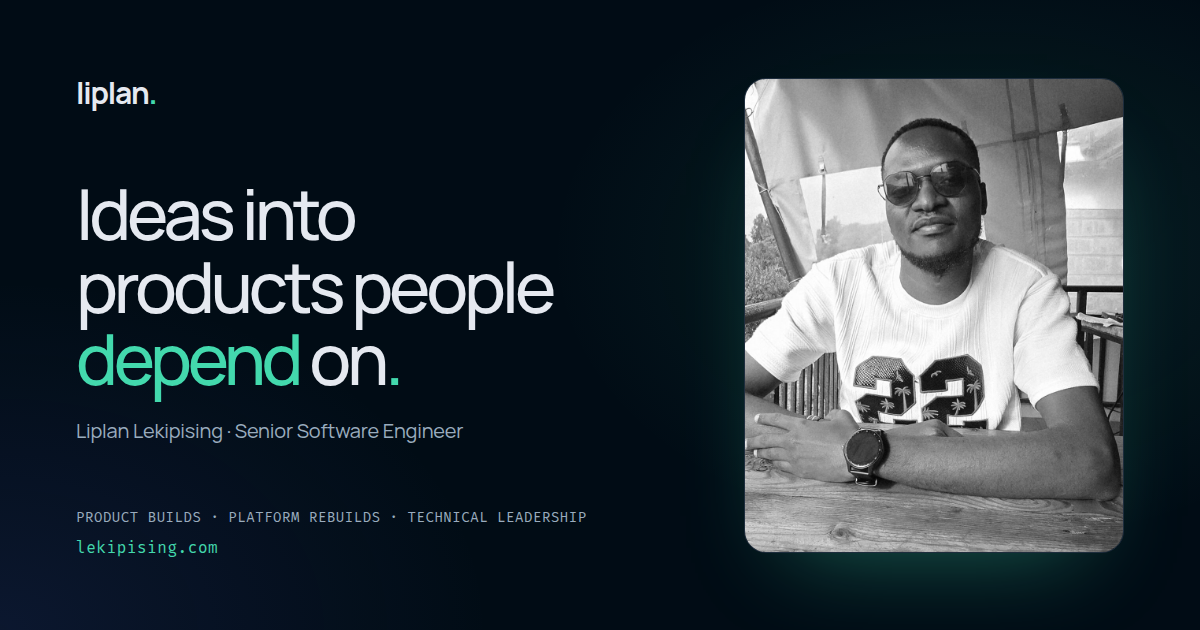 liplan.
Ideas into
products people
depend on.
Liplan Lekipising · Senior Software Engineer
PRODUCT BUILDS · PLATFORM REBUILDS · TECHNICAL LEADERSHIP
lekipising.com
22